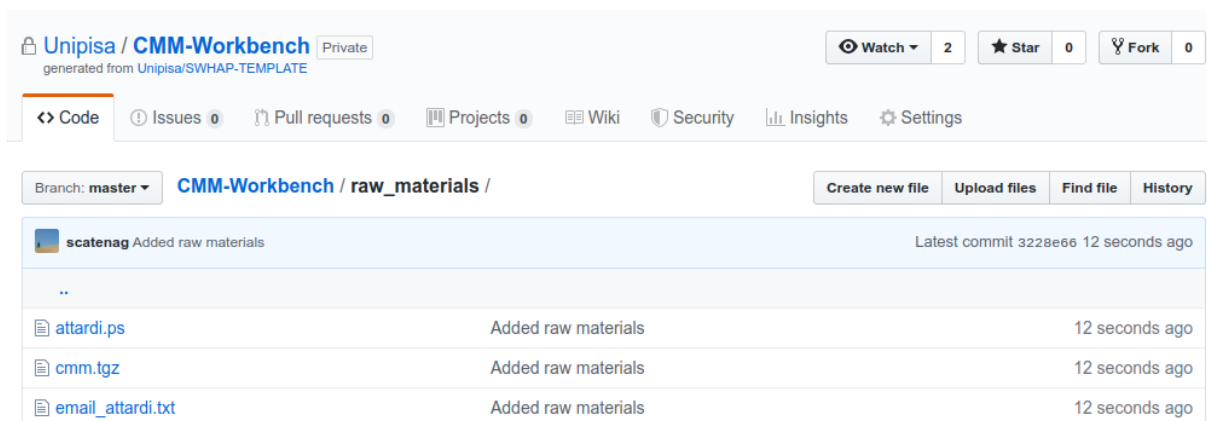 Unipisa / CMM-Workbench Private
generated from Unipisa/SWHAP-TEMPLATE
Watch 2 Star 0 Fork 0
Code Issues 0 Pull requests 0 Projects 0 Wiki Security Insights Settings
Branch: master CMM-Workbench / raw_materials / Create new file Upload files Find file History
scatenag Added raw materials Latest commit 3228e66 12 seconds ago
..
attardi.ps Added raw materials 12 seconds ago
cmm.tgz Added raw materials 12 seconds ago
email_attardi.txt Added raw materials 12 seconds ago